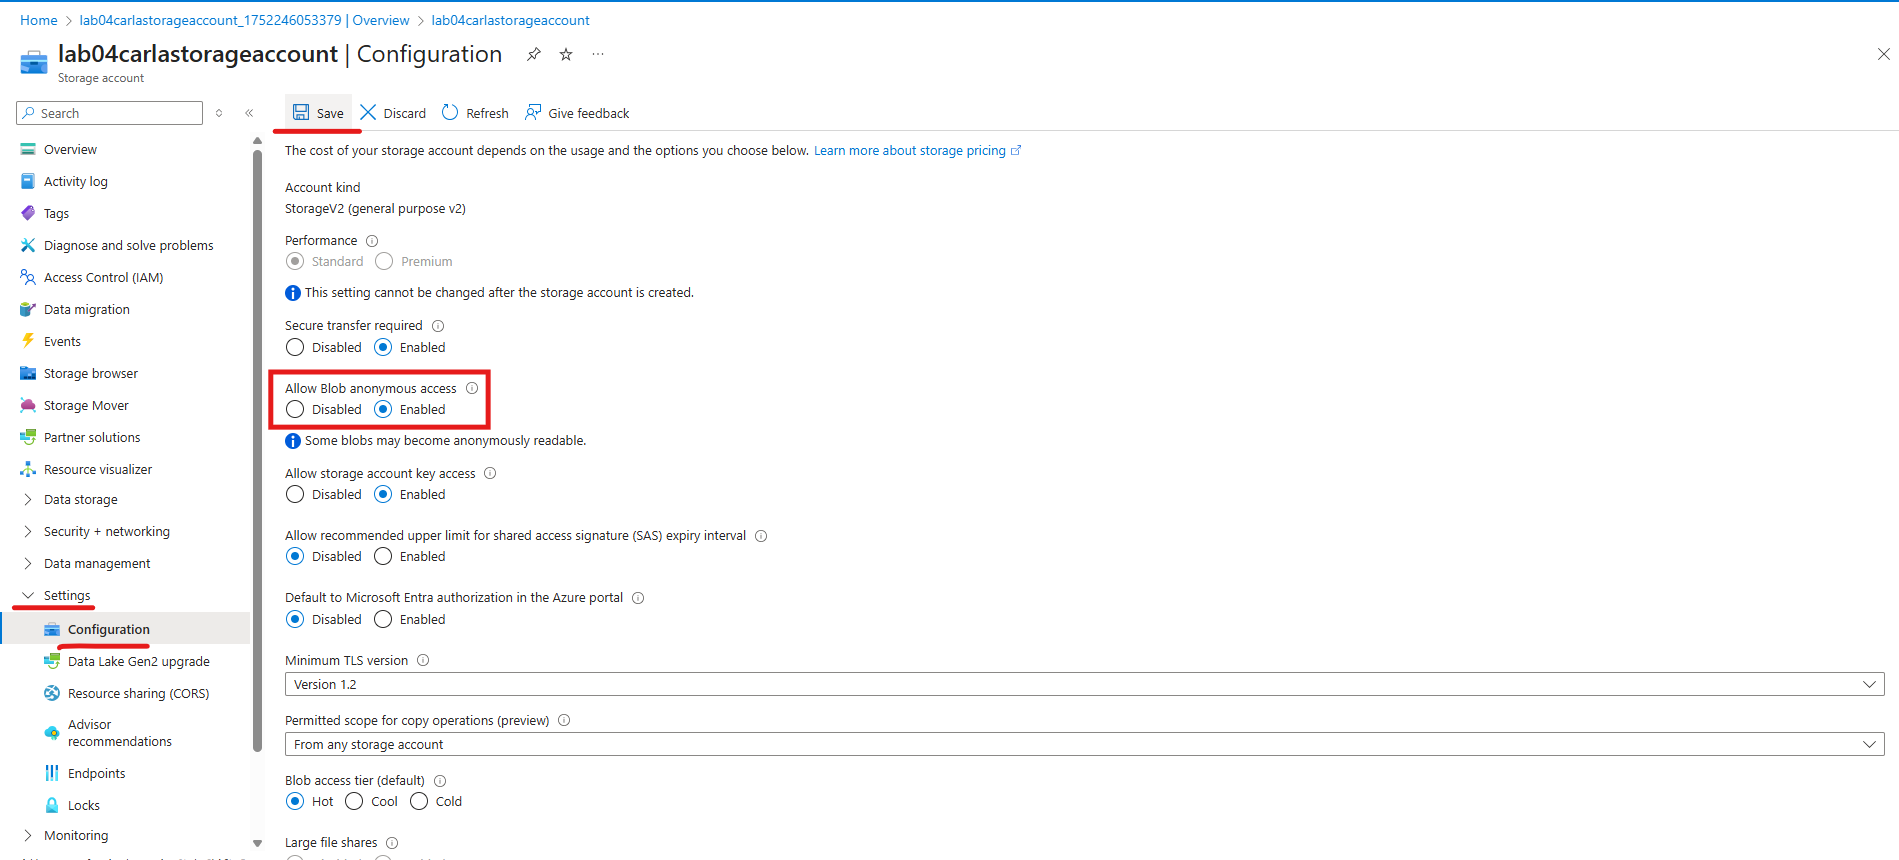 Home > lab04carlastorageaccount_1752246053379 | Overview > lab04carlastorageaccount
lab04carlastorageaccount | Configuration
Storage account
Search
Overview
Activity log
Tags
Diagnose and solve problems
Access Control (IAM)
Data migration
Events
Storage browser
Storage Mover
Partner solutions
Resource visualizer
Data storage
Security + networking
Data management
Settings
Configuration
Data Lake Gen2 upgrade
Resource sharing (CORS)
Advisor
recommendations
Endpoints
Locks
Monitoring
Save Discard Refresh Give feedback
The cost of your storage account depends on the usage and the options you choose below. Learn more about storage pricing
Account kind
StorageV2 (general purpose v2)
Performance
Standard Premium
This setting cannot be changed after the storage account is created.
Secure transfer required
Disabled Enabled
Allow Blob anonymous access
Disabled Enabled
Some blobs may become anonymously readable.
Allow storage account key access
Disabled Enabled
Allow recommended upper limit for shared access signature (SAS) expiry interval
Disabled Enabled
Default to Microsoft Entra authorization in the Azure portal
Disabled Enabled
Minimum TLS version
Version 1.2
Permitted scope for copy operations (preview)
From any storage account
Blob access tier (default)
Hot Cool Cold
Large file shares